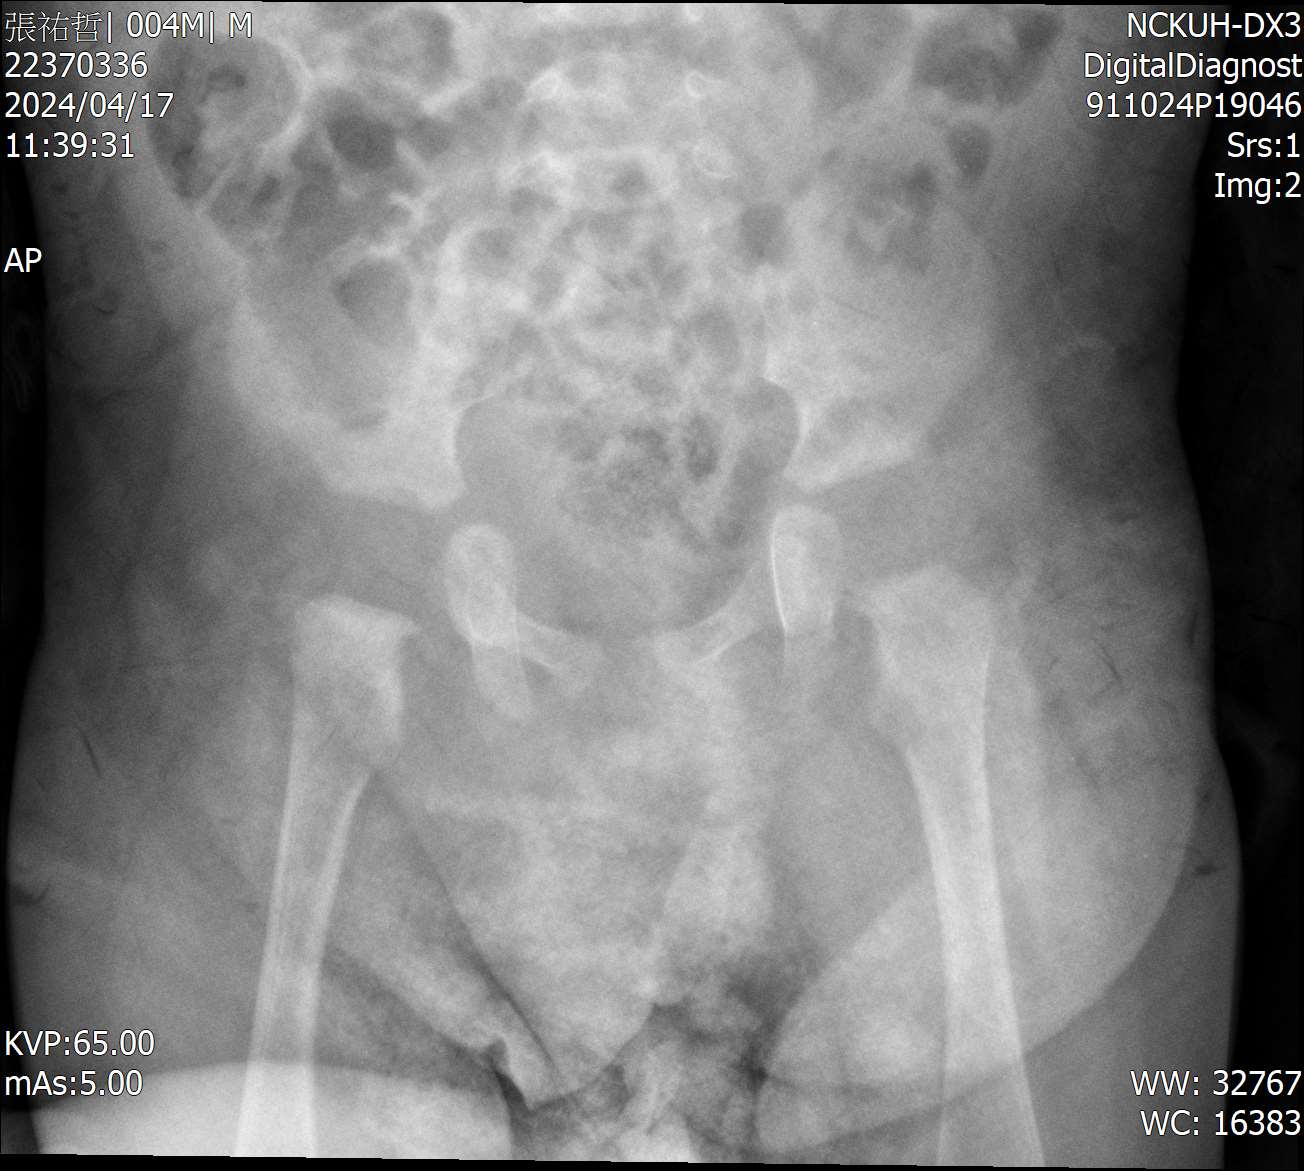 張祐哲| 004M| M
22370336
2024/04/17
11:39:31
AP
NCKUH-DX3
DigitalDiagnost
911024P19046
Srs:1
Img:2
KVP:65.00
mAs:5.00
WW: 32767
WC: 16383